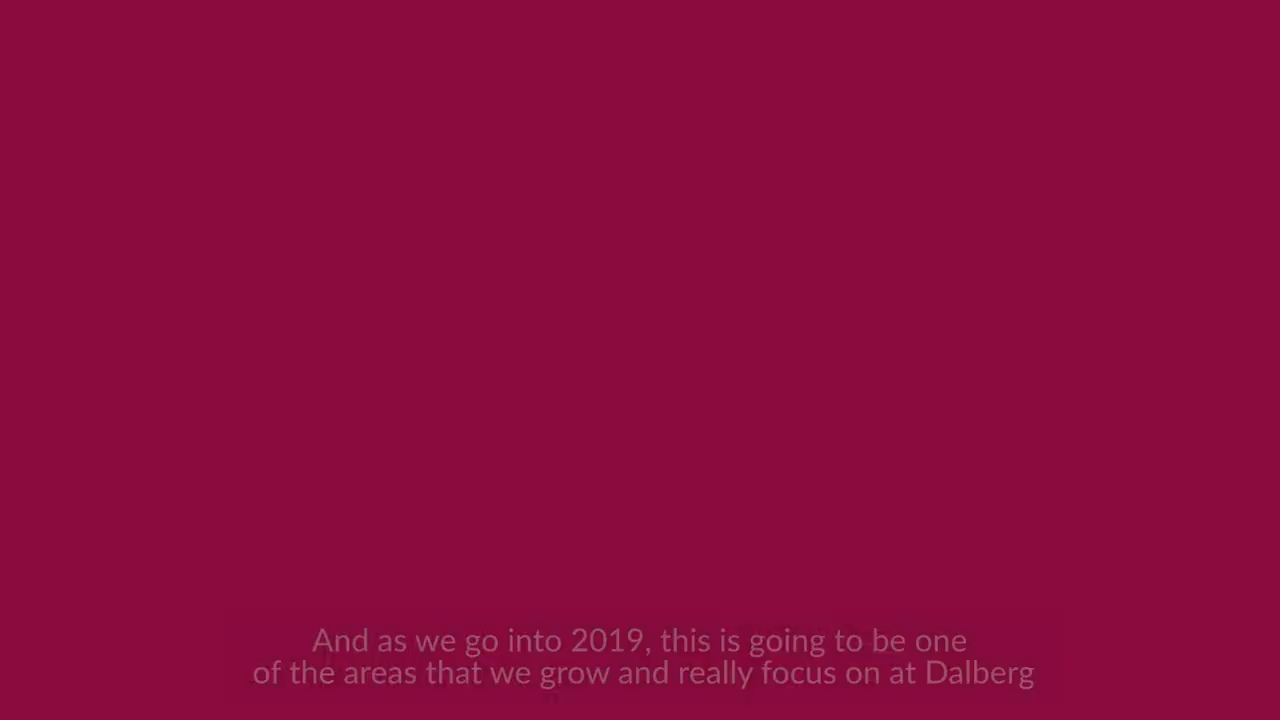 And as we go into 2019, this is going to be one
of the areas that we grow and really focus on at Dalberg